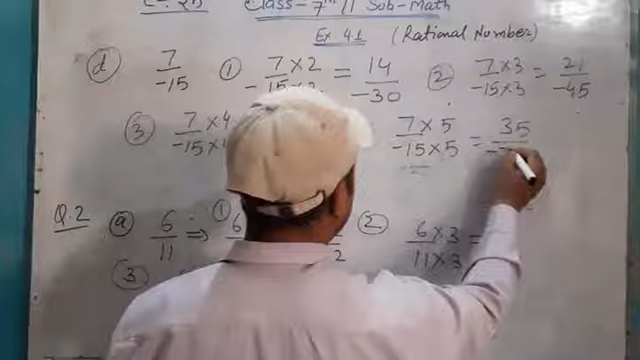 Class-7th // Sub-Math
Ex 4.1 (Rational Number)
(d) 7/-15 (1) 7×2/-15×2 = 14/-30 (2) 7×3/-15×3 = 21/-45
(3) 7×4/-15×4 7×5/-15×5 = 35/
Q.2 (a) 6/11 ⇒ (1) 6 2 (2) 6×3/11×3 =
(3)